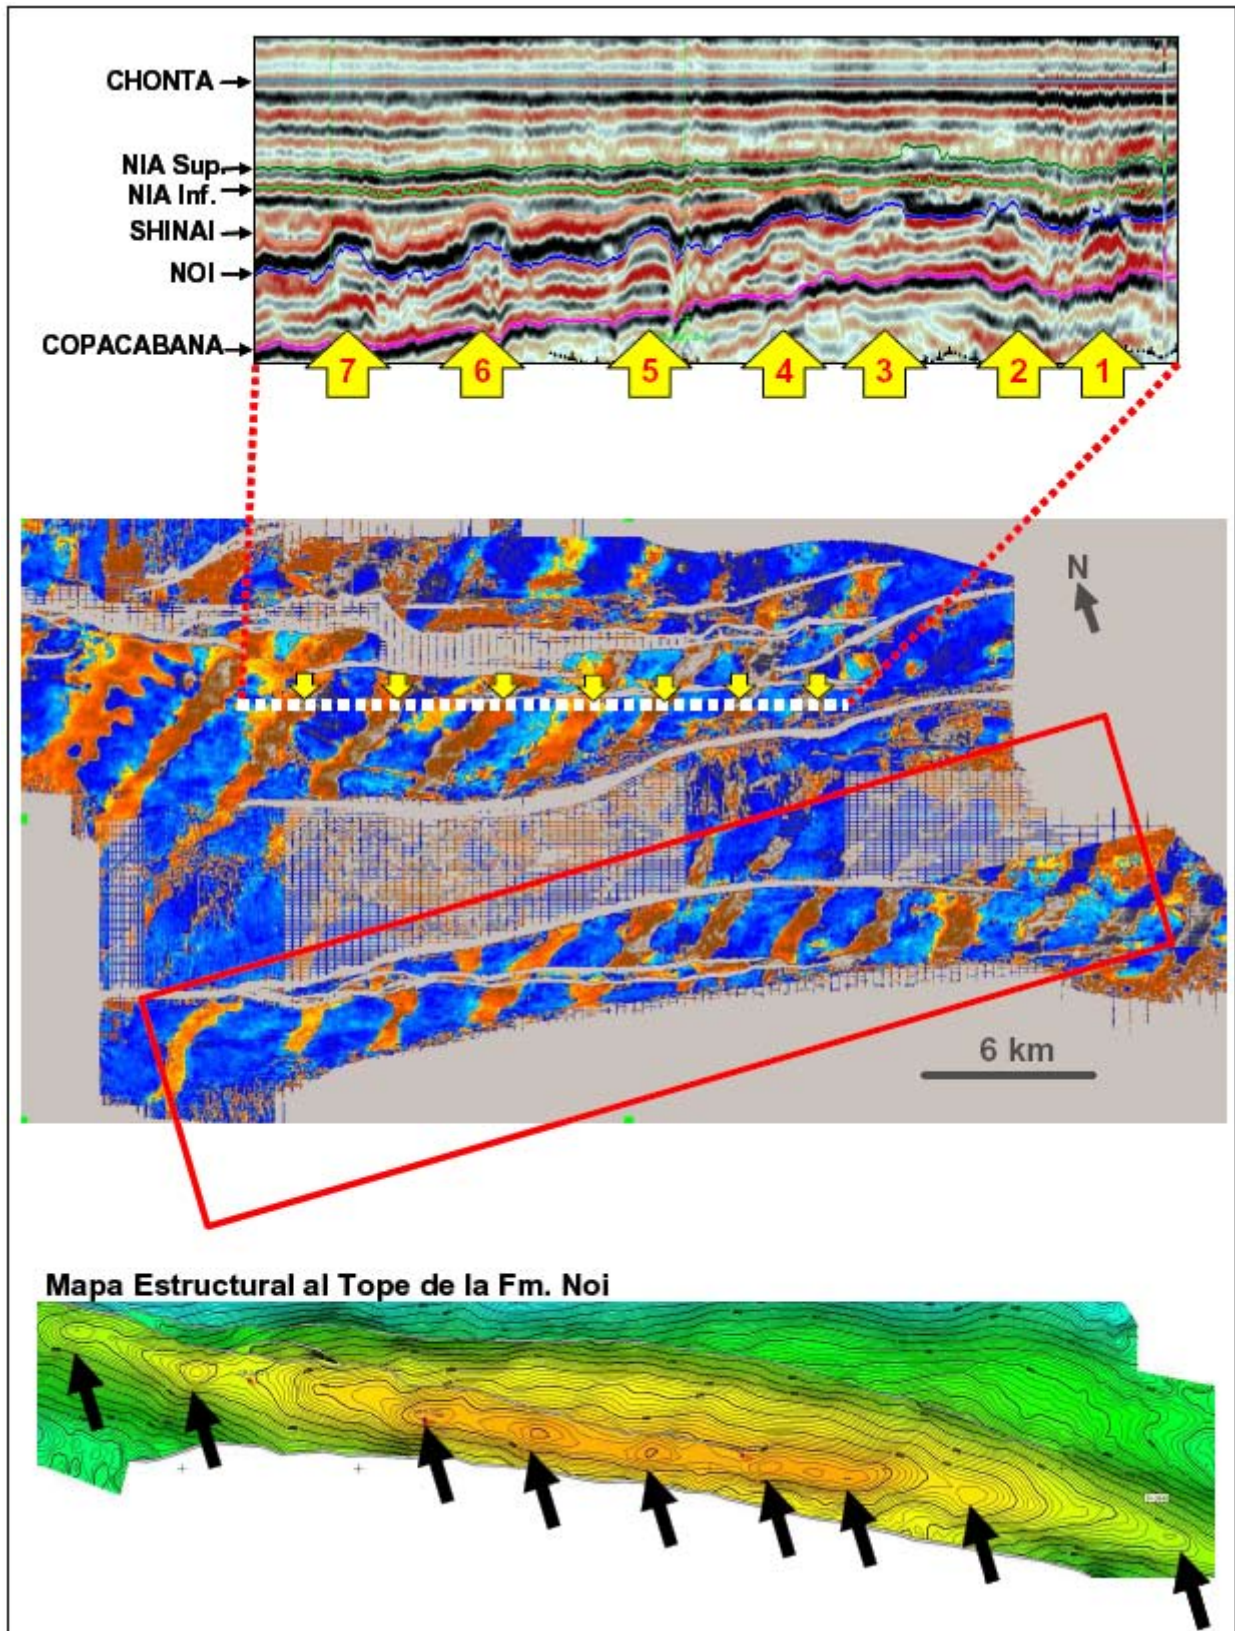 CHONTA
NIA Sup.
NIA Inf.
SHINAI
NOI
COPACABANA
7 6 5 4 3 2 1
N
6 km
Mapa Estructural al Tope de la Fm. Noi